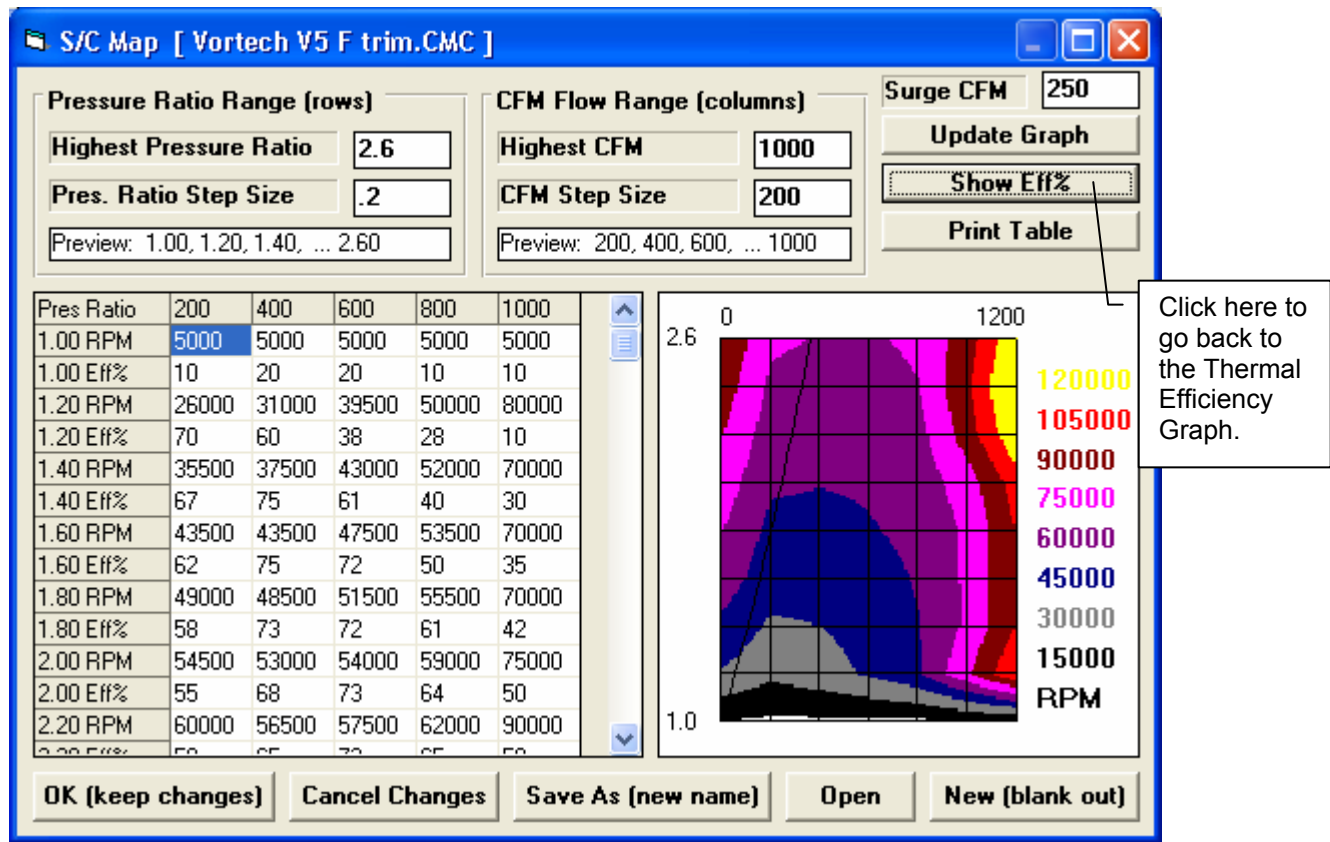 S/C Map [ Vortech V5 F trim.CMC ]
Pressure Ratio Range (rows)
Highest Pressure Ratio 2.6
Pres. Ratio Step Size .2
Preview: 1.00, 1.20, 1.40, ... 2.60
CFM Flow Range (columns)
Highest CFM 1000
CFM Step Size 200
Preview: 200, 400, 600, ... 1000
Surge CFM 250
Update Graph
Show Eff%
Print Table
Pres Ratio 200 400 600 800 1000
1.00 RPM 5000 5000 5000 5000 5000
1.00 Eff% 10 20 20 10 10
1.20 RPM 26000 31000 39500 50000 80000
1.20 Eff% 70 60 38 28 10
1.40 RPM 35500 37500 43000 52000 70000
1.40 Eff% 67 75 61 40 30
1.60 RPM 43500 43500 47500 53500 70000
1.60 Eff% 62 75 72 50 35
1.80 RPM 49000 48500 51500 55500 70000
1.80 Eff% 58 73 72 61 42
2.00 RPM 54500 53000 54000 59000 75000
2.00 Eff% 55 68 73 64 50
2.20 RPM 60000 56500 57500 62000 90000
0 1200
2.6
120000
105000
90000
75000
60000
45000
30000
15000
RPM
1.0
Click here to
go back to
the Thermal
Efficiency
Graph.
OK (keep changes) Cancel Changes Save As (new name) Open New (blank out)